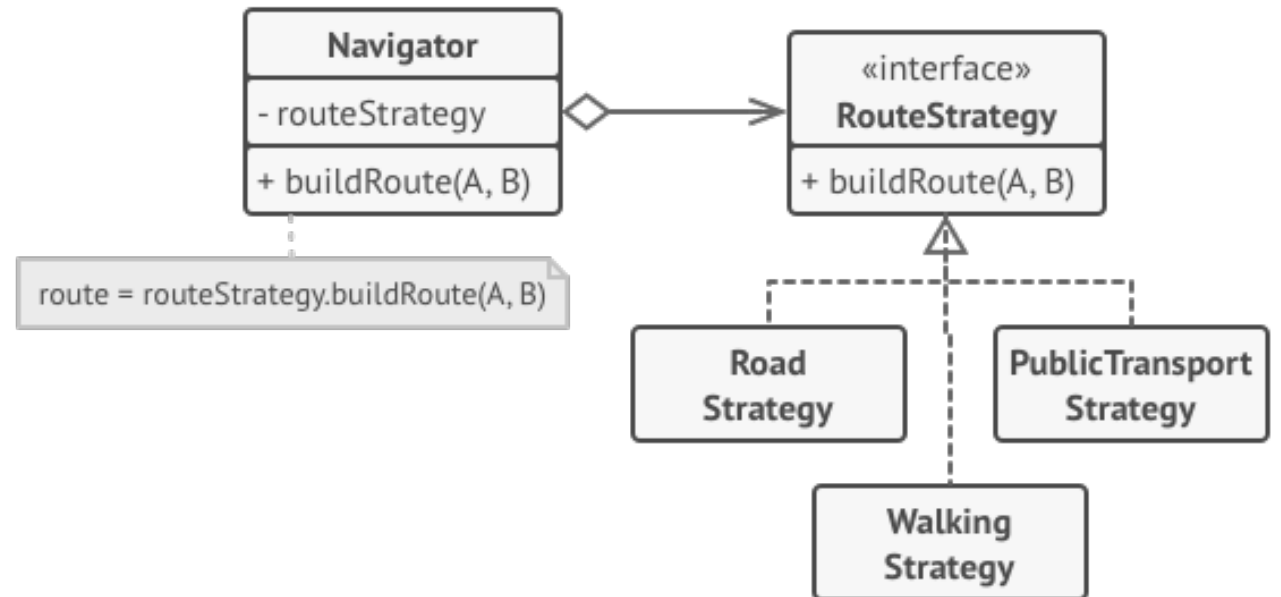 Navigator
- routeStrategy
+ buildRoute(A, B)
route = routeStrategy.buildRoute(A, B)
«interface»
RouteStrategy
+ buildRoute(A, B)
Road
Strategy
PublicTransport
Strategy
Walking
Strategy